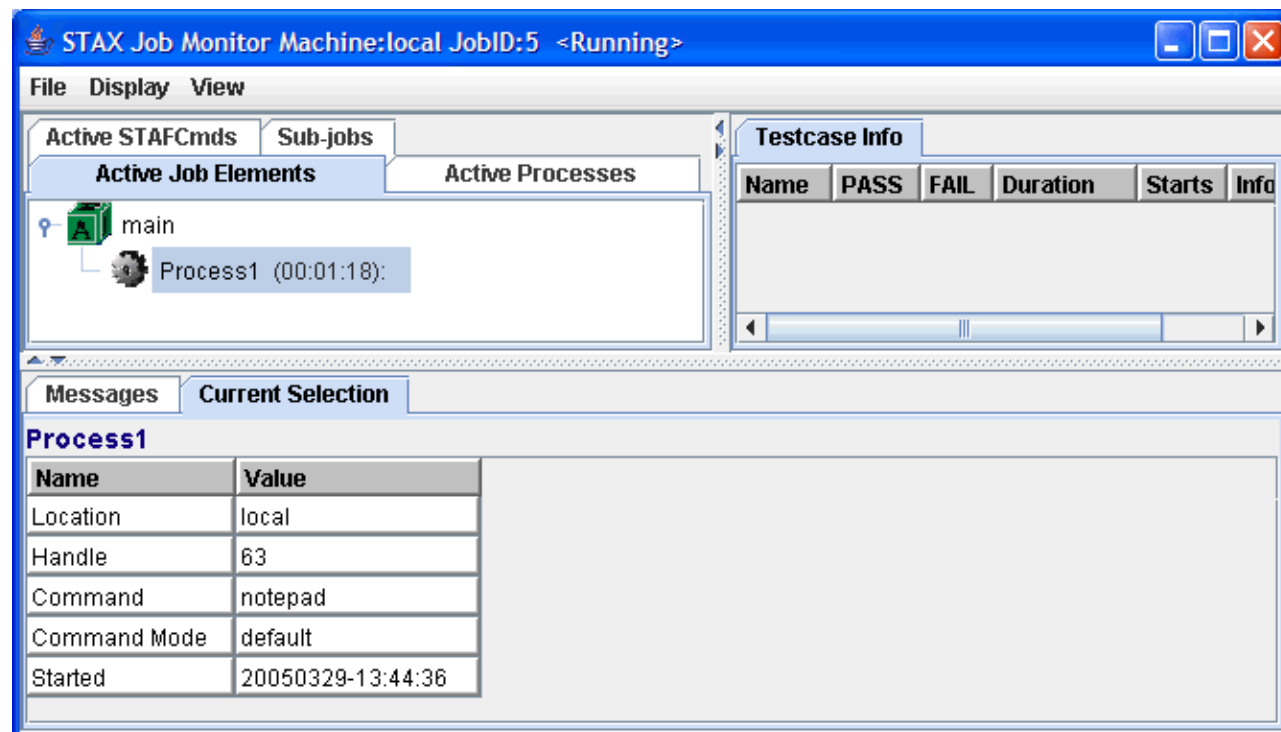 STAX Job Monitor Machine:local JobID:5 <Running>
File Display View
Active STAFCmds Sub-jobs
Active Job Elements Active Processes
main
Process1 (00:01:18):
Testcase Info
Name PASS FAIL Duration Starts Info
Messages Current Selection
Process1
Name Value
Location local
Handle 63
Command notepad
Command Mode default
Started 20050329-13:44:36